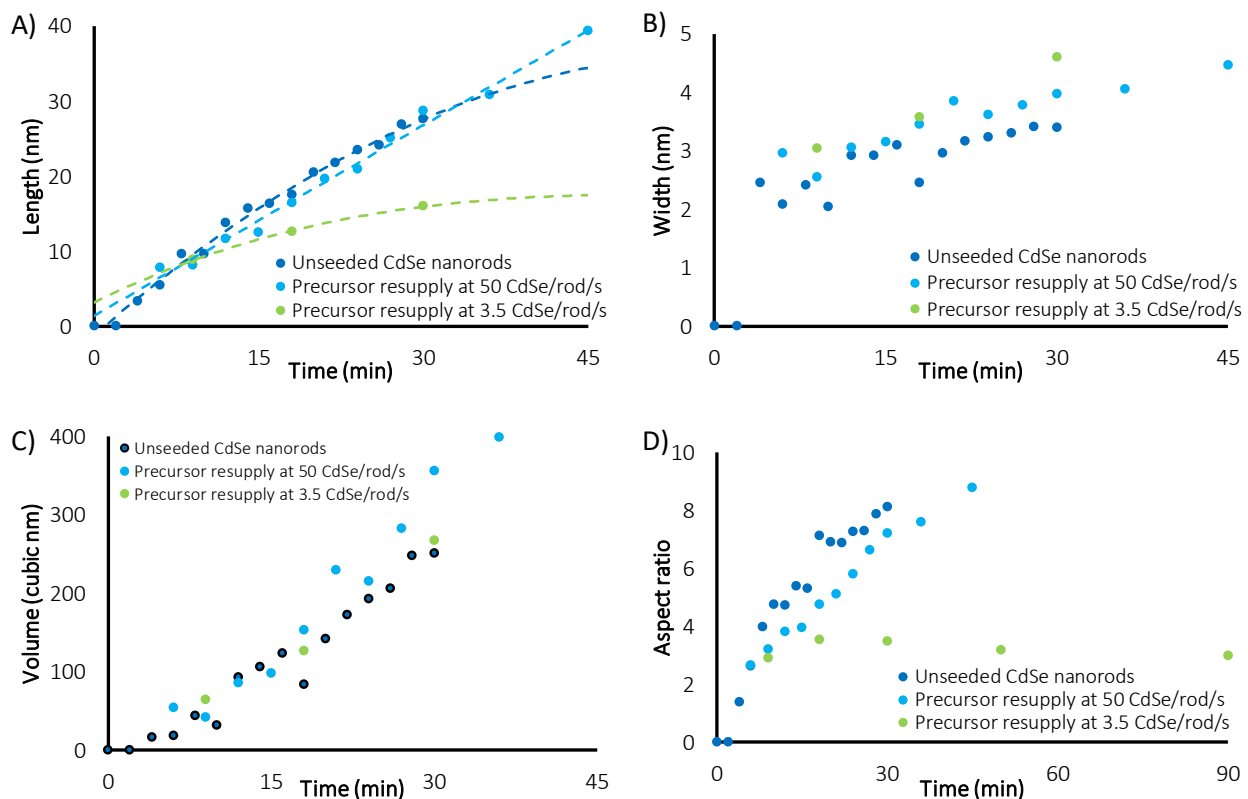 A)
Length (nm)
40
30
20
10
0
0 15 30 45
Time (min)
Unseeded CdSe nanorods
Precursor resupply at 50 CdSe/rod/s
Precursor resupply at 3.5 CdSe/rod/s
B)
Width (nm)
5
4
3
2
1
0
0 15 30 45
Time (min)
Unseeded CdSe nanorods
Precursor resupply at 50 CdSe/rod/s
Precursor resupply at 3.5 CdSe/rod/s
C)
Volume (cubic nm)
400
300
200
100
0
0 15 30 45
Time (min)
Unseeded CdSe nanorods
Precursor resupply at 50 CdSe/rod/s
Precursor resupply at 3.5 CdSe/rod/s
D)
Aspect ratio
10
8
6
4
2
0
0 30 60 90
Time (min)
Unseeded CdSe nanorods
Precursor resupply at 50 CdSe/rod/s
Precursor resupply at 3.5 CdSe/rod/s